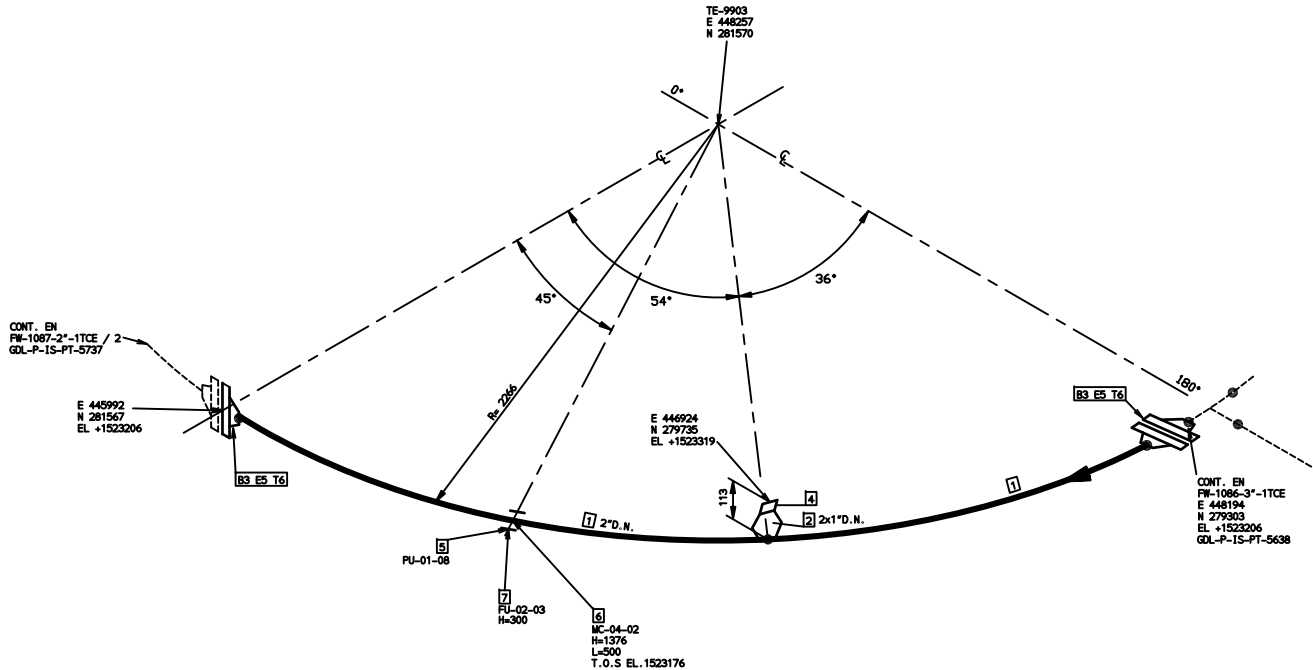 TE-9903
E 448257
N 281570
0°
℄
℄
45°
54°
36°
R= 2266
CONT. EN
FW-1087-2"-1TCE / 2
GDL-P-IS-PT-5737
E 445992
N 281567
EL +1523206
B3 E5 T6
180°
B3 E5 T6
E 446924
N 279735
EL +1523319
113
4
2 2x1"D.N.
1
1 2"D.N.
CONT. EN
FW-1086-3"-1TCE
E 448194
N 279303
EL +1523206
GDL-P-IS-PT-5638
5
PU-01-08
7
FU-02-03
H=300
6
MC-04-02
H=1376
L=500
T.O.S EL.1523176